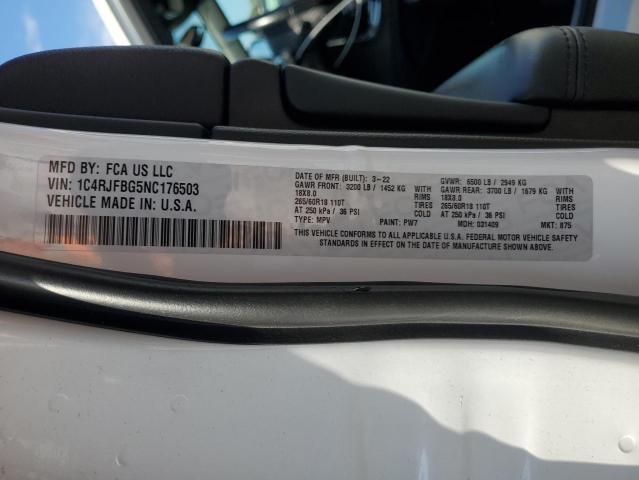 MFD BY: FCA US LLC
VIN: 1C4RJFBG5NC176503
VEHICLE MADE IN: U.S.A.
DATE OF MFR (BUILT): 3-22 GVWR: 6500 LB / 2949 KG
GAWR FRONT: 3200 LB / 1452 KG WITH GAWR REAR: 3700 LB / 1679 KG WITH
18X8.0 RIMS 18X8.0 RIMS
265/60R18 110T TIRES 265/60R18 110T TIRES
AT 250 kPa / 36 PSI AT 250 kPa / 36 PSI
TYPE: MPV PAINT: PW7 MDH: 031409 MKT: 875
THIS VEHICLE CONFORMS TO ALL APPLICABLE U.S.A. FEDERAL MOTOR VEHICLE SAFETY
STANDARDS IN EFFECT ON THE DATE OF MANUFACTURE SHOWN ABOVE.